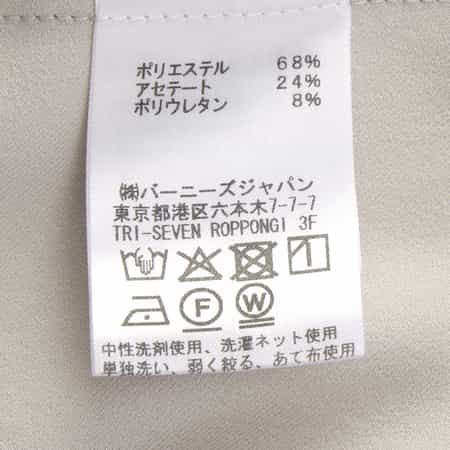 ポリエステル 68%
アセテート 24%
ポリウレタン 8%
㈱バーニーズジャパン
東京都港区六本木7-7-7
TRI-SEVEN ROPPONGI 3F
F W
中性洗剤使用、洗濯ネット使用
単独洗い、弱く絞る、あて布使用